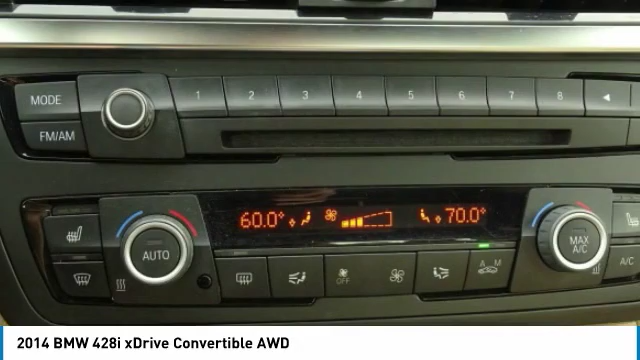 MODE
1 2 3 4 5 6 7 8
FM/AM
60.0° 70.0°
AUTO
OFF
A M
MAX
A/C
A/C
2014 BMW 428i xDrive Convertible AWD